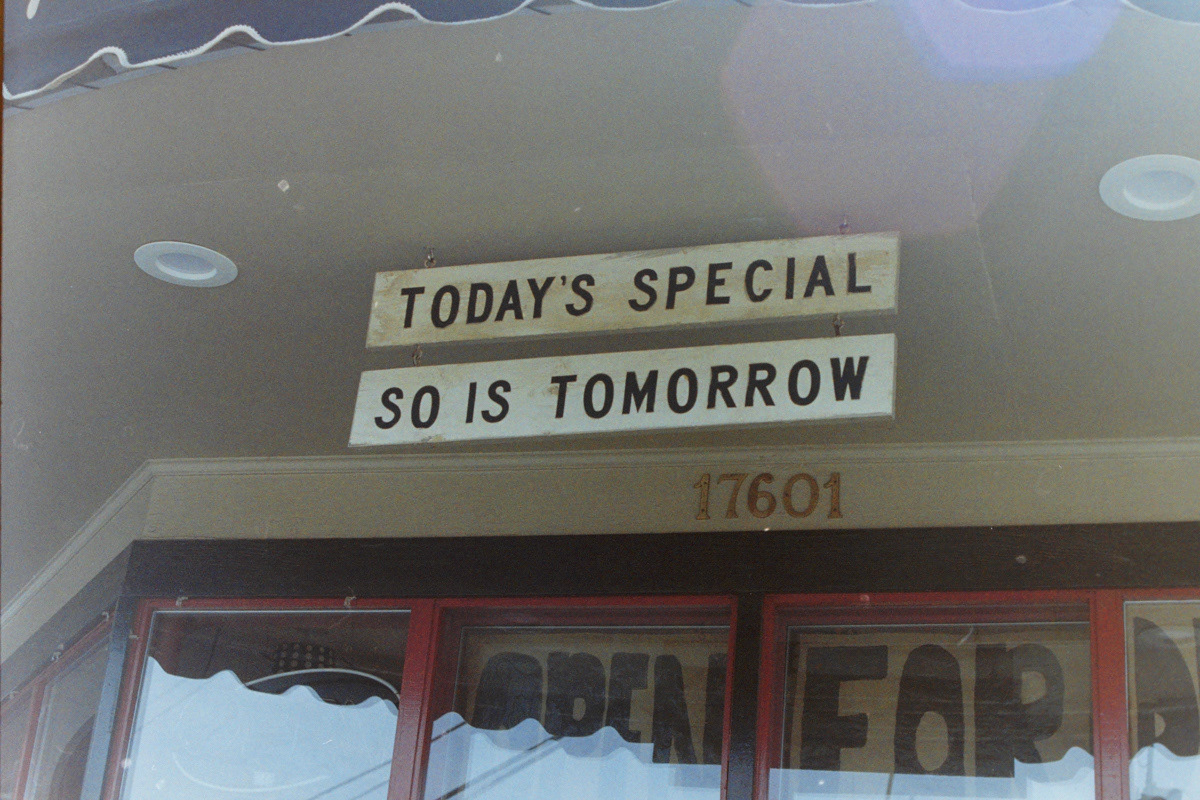 TODAY'S SPECIAL
SO IS TOMORROW
17601
OPEN FOR